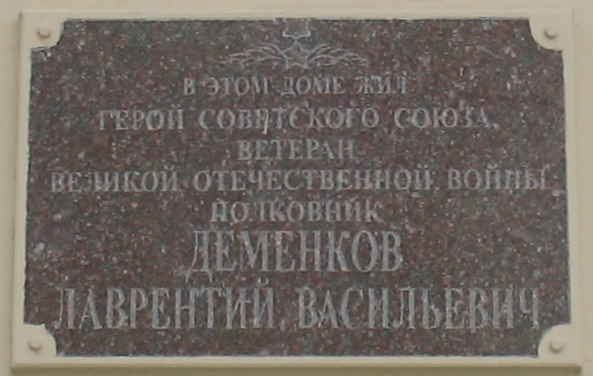 В ЭТОМ ДОМЕ ЖИЛ
ГЕРОЙ СОВЕТСКОГО СОЮЗА,
ВЕТЕРАН
ВЕЛИКОЙ ОТЕЧЕСТВЕННОЙ ВОЙНЫ
ПОЛКОВНИК
ДЕМЕНКОВ
ЛАВРЕНТИЙ ВАСИЛЬЕВИЧ